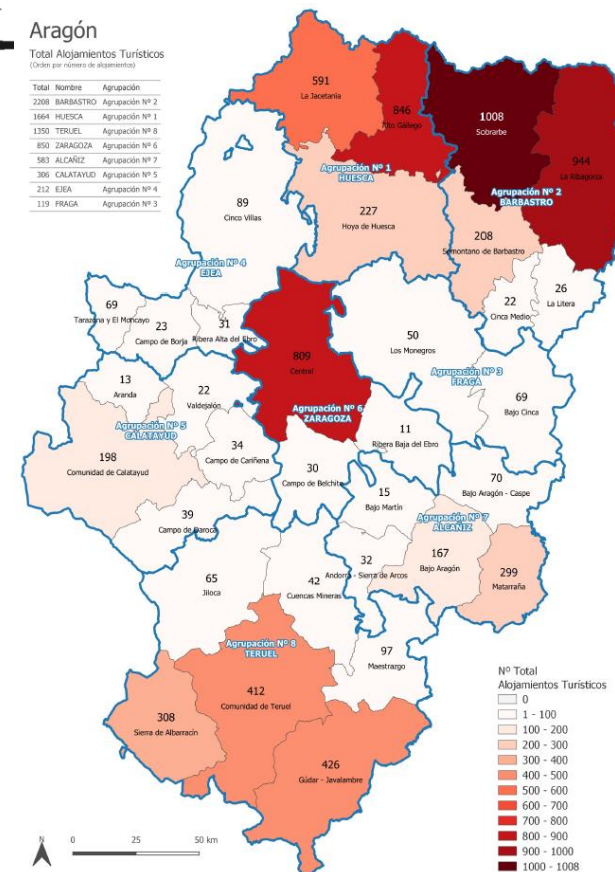 Aragón
Total Alojamientos Turísticos
(Orden por número de alojamientos)
Total Nombre Agrupación
2208 BARBASTRO Agrupación Nº 2
1664 HUESCA Agrupación Nº 1
1350 TERUEL Agrupación Nº 8
850 ZARAGOZA Agrupación Nº 6
583 ALCAÑIZ Agrupación Nº 7
306 CALATAYUD Agrupación Nº 5
212 EJEA Agrupación Nº 4
119 FRAGA Agrupación Nº 3
591
La Jacetania
846
Alto Gállego
1008
Sobrarbe
944
La Ribagorza
Agrupación Nº 1
HUESCA
Agrupación Nº 2
BARBASTRO
89
Cinco Villas
227
Hoya de Huesca
208
Somontano de Barbastro
Agrupación Nº 4
EJEA
22
Cinca Medio
26
La Litera
69
Tarazona y El Moncayo
23
Campo de Borja
31
Ribera Alta del Ebro
809
Central
50
Los Monegros
Agrupación Nº 3
FRAGA
69
Bajo Cinca
13
Aranda
22
Valdejalón
Agrupación Nº 5
CALATAYUD
Agrupación Nº 6
ZARAGOZA
11
Ribera Baja del Ebro
198
Comunidad de Calatayud
34
Campo de Cariñena
30
Campo de Belchite
70
Bajo Aragón - Caspe
15
Bajo Martín
39
Campo de Daroca
Agrupación Nº 7
ALCAÑIZ
32
Andorra - Sierra de Arcos
167
Bajo Aragón
299
Matarraña
65
Jiloca
42
Cuencas Mineras
Agrupación Nº 8
TERUEL
97
Maestrazgo
412
Comunidad de Teruel
308
Sierra de Albarracín
426
Gúdar - Javalambre
Nº Total
Alojamientos Turísticos
0
1 - 100
100 - 200
200 - 300
300 - 400
400 - 500
500 - 600
600 - 700
700 - 800
800 - 900
900 - 1000
1000 - 1008
N
0 25 50 km